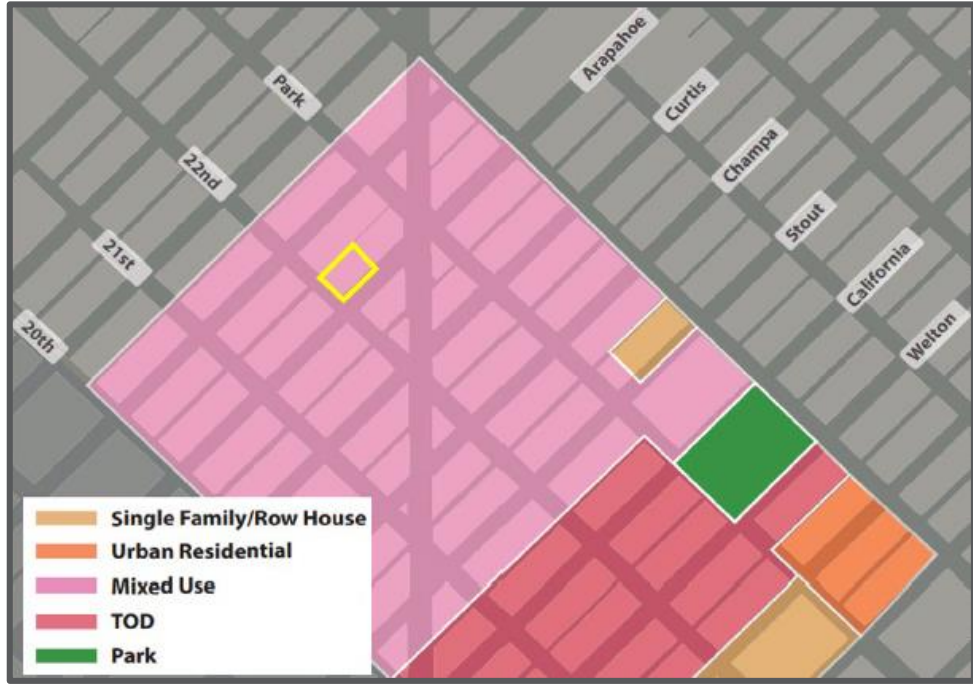 Park
22nd
21st
20th
Arapahoe
Curtis
Champa
Stout
California
Welton
Single Family/Row House
Urban Residential
Mixed Use
TOD
Park